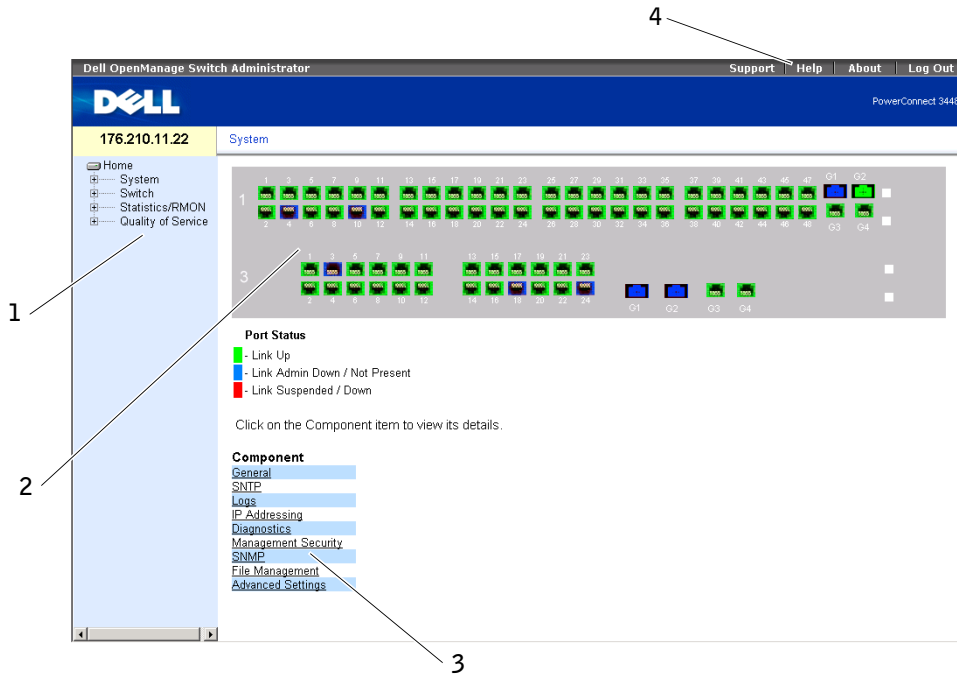 4
Dell OpenManage Switch Administrator Support Help About Log Out
DELL
PowerConnect 3448
176.210.11.22
System
Home
System
Switch
Statistics/RMON
Quality of Service
1 3 5 7 9 11 13 15 17 19 21 23 25 27 29 31 33 35 37 39 41 43 45 47 G1 G2
1
2 4 6 8 10 12 14 16 18 20 22 24 26 28 30 32 34 36 38 40 42 44 46 48 G3 G4
1 3 5 7 9 11 13 15 17 19 21 23
3
2 4 6 8 10 12 14 16 18 20 22 24 G1 G2 G3 G4
1
Port Status
- Link Up
- Link Admin Down / Not Present
- Link Suspended / Down
Click on the Component item to view its details.
Component
General
SNTP
Logs
IP Addressing
Diagnostics
Management Security
SNMP
File Management
Advanced Settings
2
3